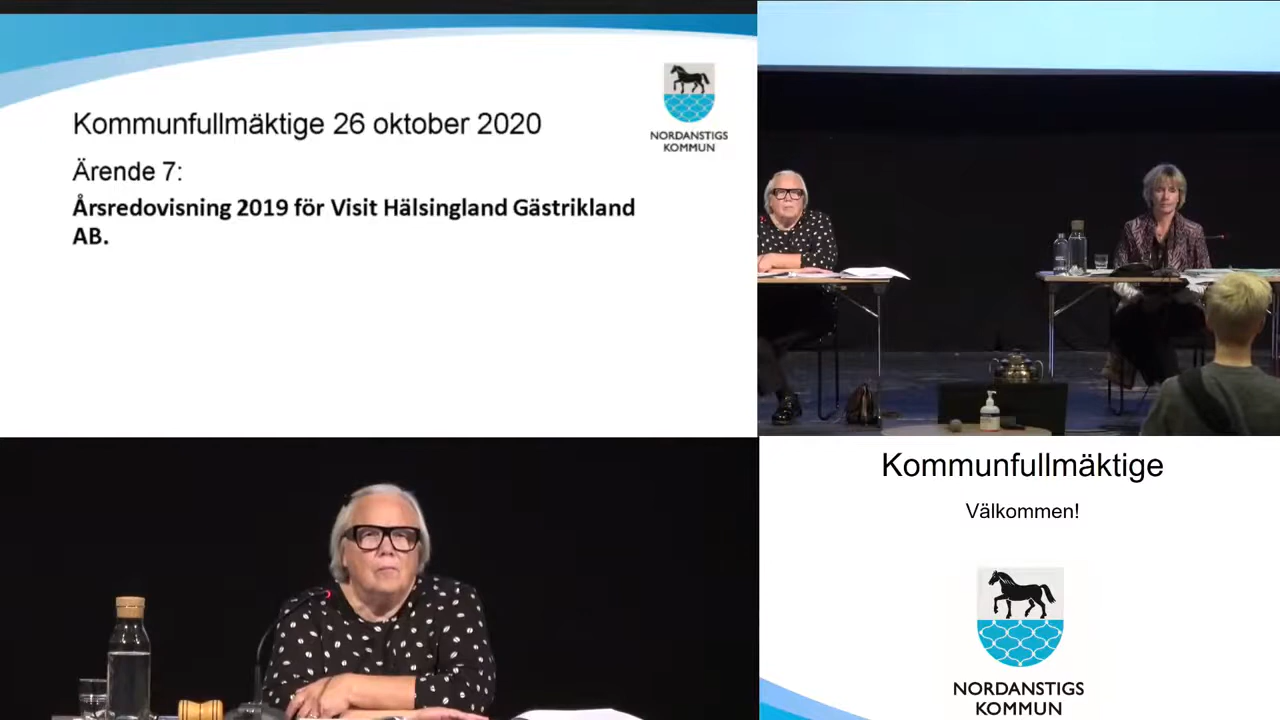 Kommunfullmäktige 26 oktober 2020
Ärende 7:
Årsredovisning 2019 för Visit Hälsingland Gästrikland
AB.
NORDANSTIGS
KOMMUN
Kommunfullmäktige
Välkommen!
NORDANSTIGS
KOMMUN